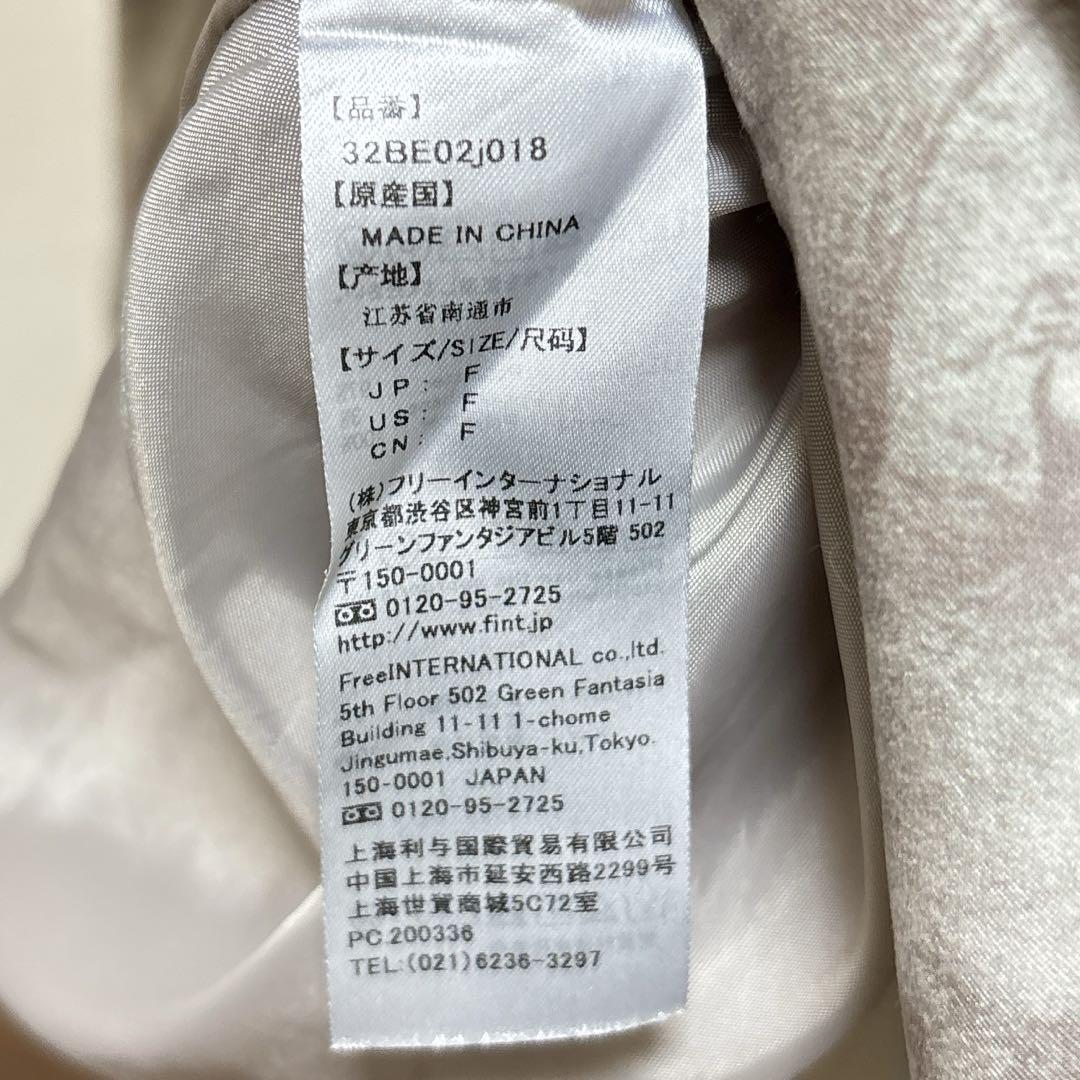 【品番】
32BE02j018
【原産国】
MADE IN CHINA
【产地】
江苏省南通市
【サイズ/SIZE/尺码】
JP: F
US: F
CN: F
(株)フリーインターナショナル
東京都渋谷区神宮前1丁目11-11
グリーンファンタジアビル5階 502
〒150-0001
0120-95-2725
http://www.fint.jp
FreeINTERNATIONAL co.,ltd.
5th Floor 502 Green Fantasia
Building 11-11 1-chome
Jingumae,Shibuya-ku,Tokyo.
150-0001 JAPAN
0120-95-2725
上海利与国際貿易有限公司
中国上海市延安西路2299号
上海世貿商城5C72室
PC.200336
TEL:(021)6236-3297